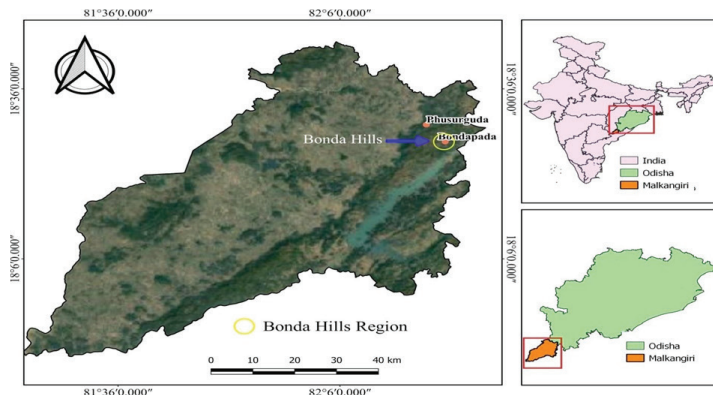 81°36'0.000"
82°6'0.000"
18°36'0.000"
18°36'0.000"
Phusurguda
Bonda Hills
Bondapada
18°6'0.000"
18°6'0.000"
Bonda Hills Region
0 10 20 30 40 km
81°36'0.000"
82°6'0.000"
India
Odisha
Malkangiri
Odisha
Malkangiri